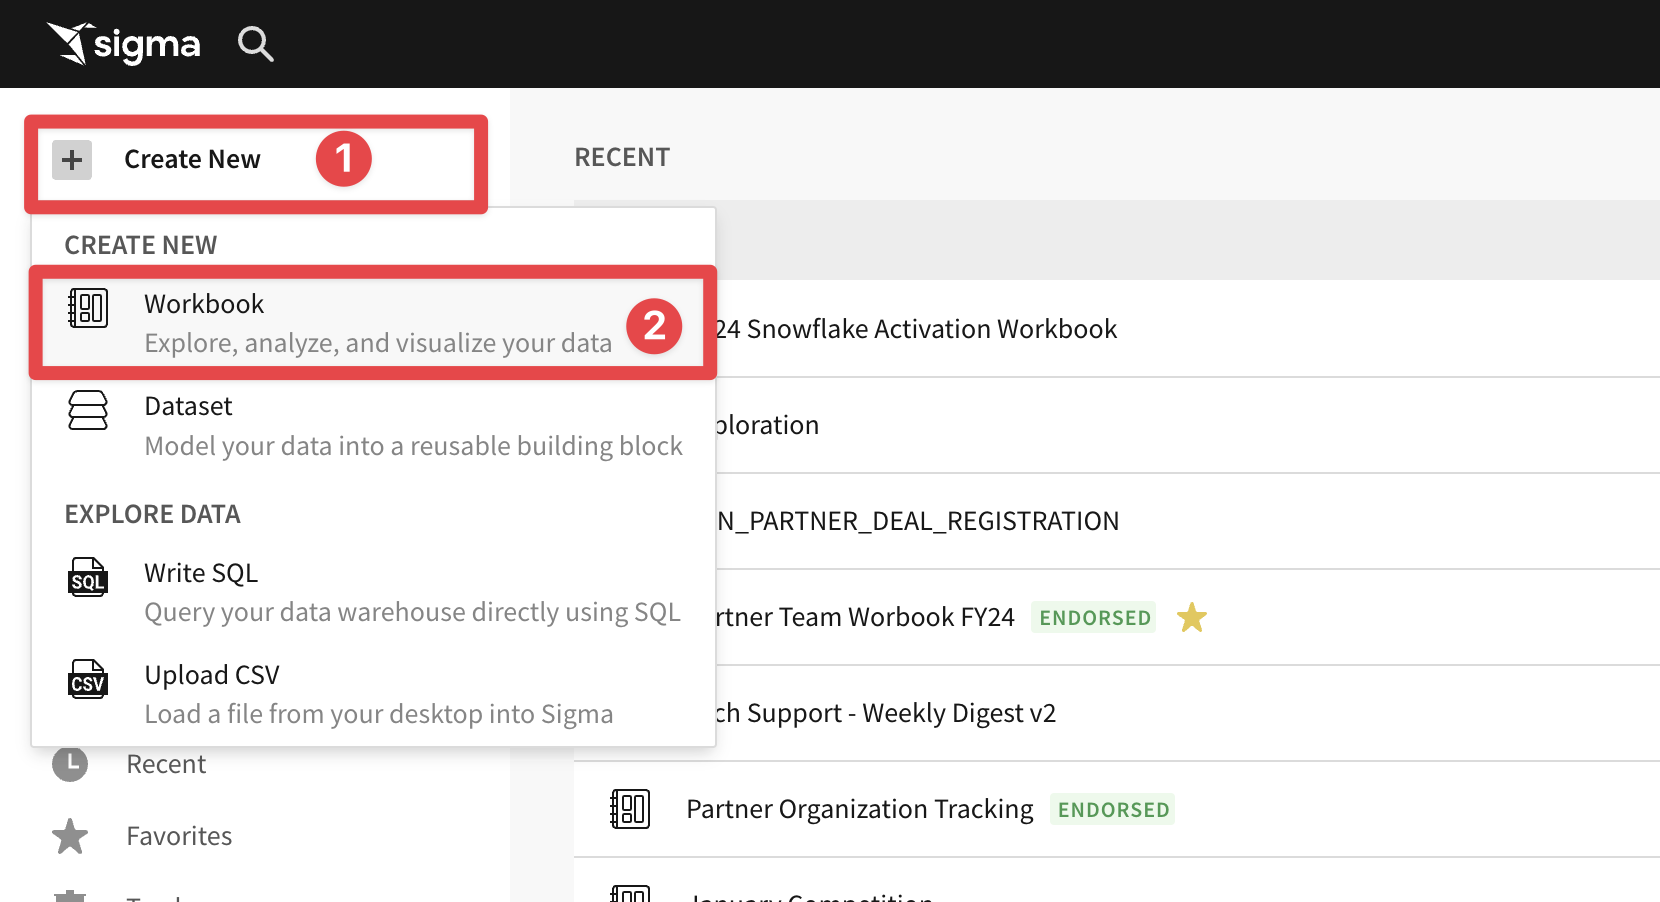 sigma
Create New
1
RECENT
CREATE NEW
Workbook
Explore, analyze, and visualize your data
2
Dataset
Model your data into a reusable building block
EXPLORE DATA
SQL
Write SQL
Query your data warehouse directly using SQL
CSV
Upload CSV
Load a file from your desktop into Sigma
Recent
Favorites
24 Snowflake Activation Workbook
ploration
N_PARTNER_DEAL_REGISTRATION
rtner Team Worbook FY24 ENDORSED
ch Support - Weekly Digest v2
Partner Organization Tracking ENDORSED
January Competition